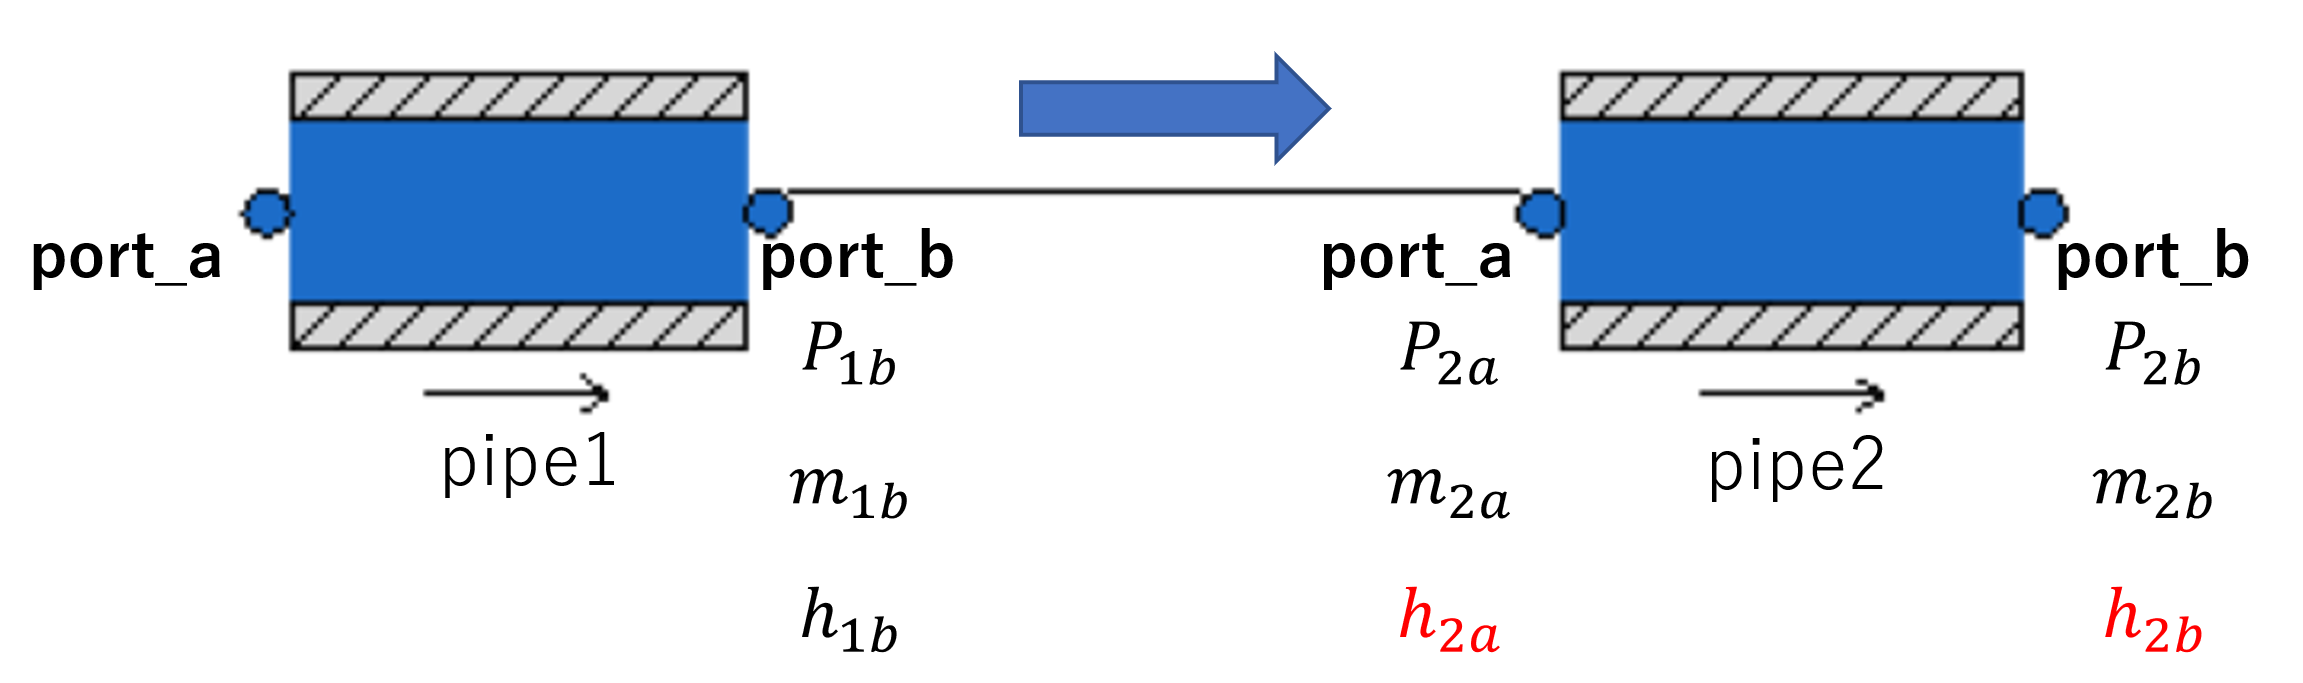 port_a port_b port_a port_b
P1b P2a P2b
pipe1 pipe2
m1b m2a m2b
h1b h2a h2b